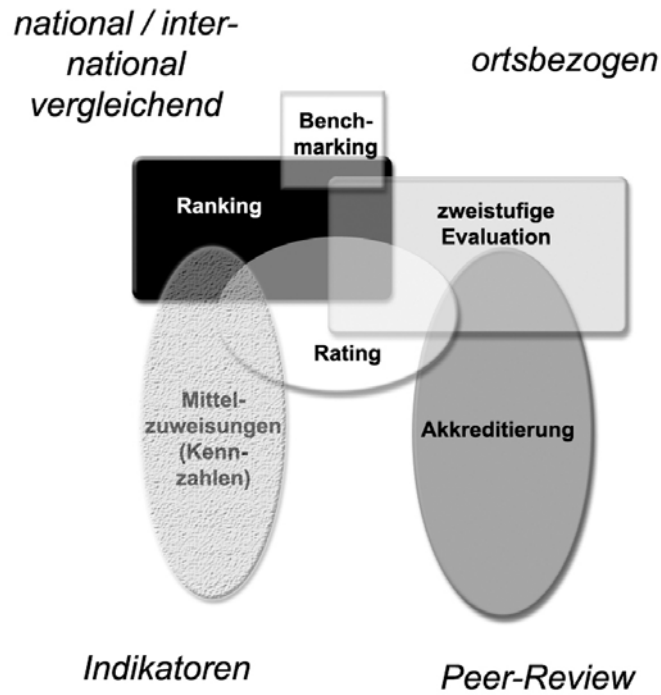 national / inter-
national
vergleichend
ortsbezogen
Bench-
marking
Ranking
zweistufige
Evaluation
Rating
Mittel-
zuweisungen
(Kenn-
zahlen)
Akkreditierung
Indikatoren
Peer-Review